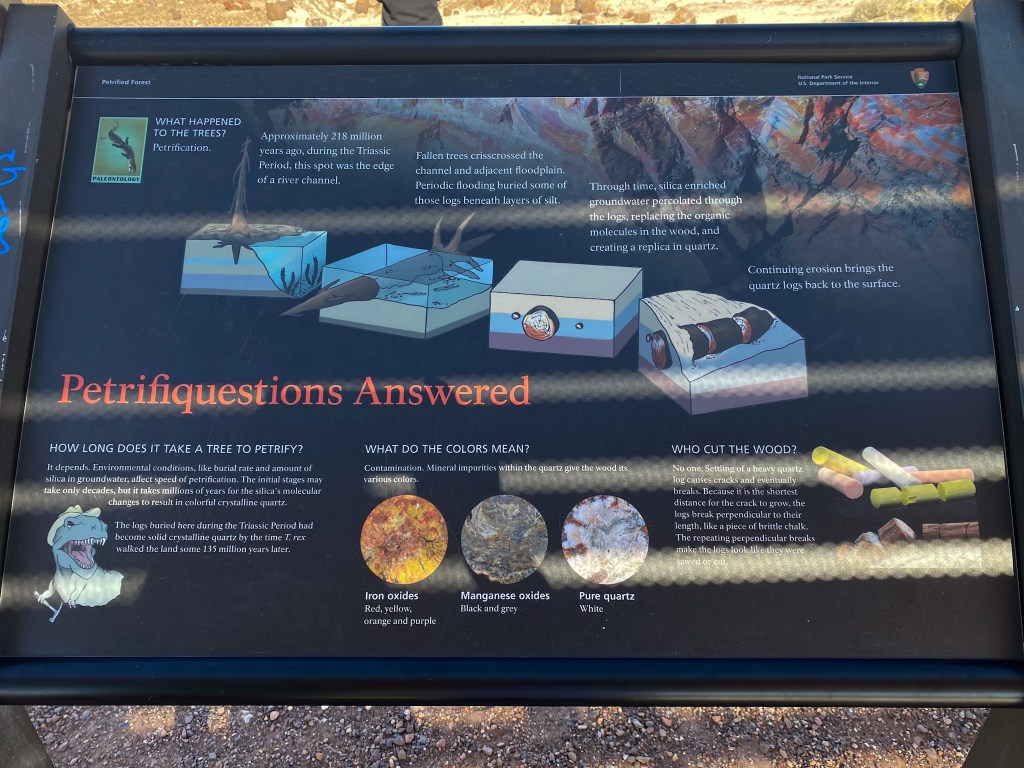 Petrified Forest
National Park Service
U.S. Department of the Interior
PALEONTOLOGY
WHAT HAPPENED
TO THE TREES?
Petrification.
Approximately 218 million
years ago, during the Triassic
Period, this spot was the edge
of a river channel.
Fallen trees crisscrossed the
channel and adjacent floodplain.
Periodic flooding buried some of
those logs beneath layers of silt.
Through time, silica enriched
groundwater percolated through
the logs, replacing the organic
molecules in the wood, and
creating a replica in quartz.
Continuing erosion brings the
quartz logs back to the surface.
Petrifiquestions Answered
HOW LONG DOES IT TAKE A TREE TO PETRIFY?
It depends. Environmental conditions, like burial rate and amount of
silica in groundwater, affect speed of petrification. The initial stages may
take only decades, but it takes millions of years for the silica's molecular
changes to result in colorful crystalline quartz.
The logs buried here during the Triassic Period had
become solid crystalline quartz by the time T. rex
walked the land some 135 million years later.
WHAT DO THE COLORS MEAN?
Contamination. Mineral impurities within the quartz give the wood its
various colors.
Iron oxides
Red, yellow,
orange and purple
Manganese oxides
Black and grey
Pure quartz
White
WHO CUT THE WOOD?
No one. Settling of a heavy quartz
log causes cracks and eventually
breaks. Because it is the shortest
distance for the crack to grow, the
logs break perpendicular to their
length, like a piece of brittle chalk.
The repeating perpendicular breaks
make the logs look like they were
sawed or cut.